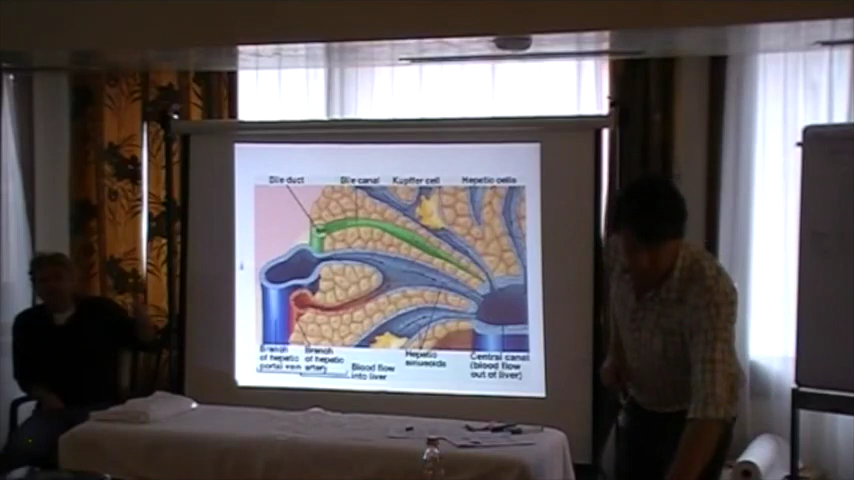 Bile duct
Bile canal
Kupffer cell
Hepatic cells
Branch
of hepatic
portal vein
Branch
of hepatic
artery
Blood flow
into liver
Hepatic
sinusoids
Central canal
(blood flow
out of liver)